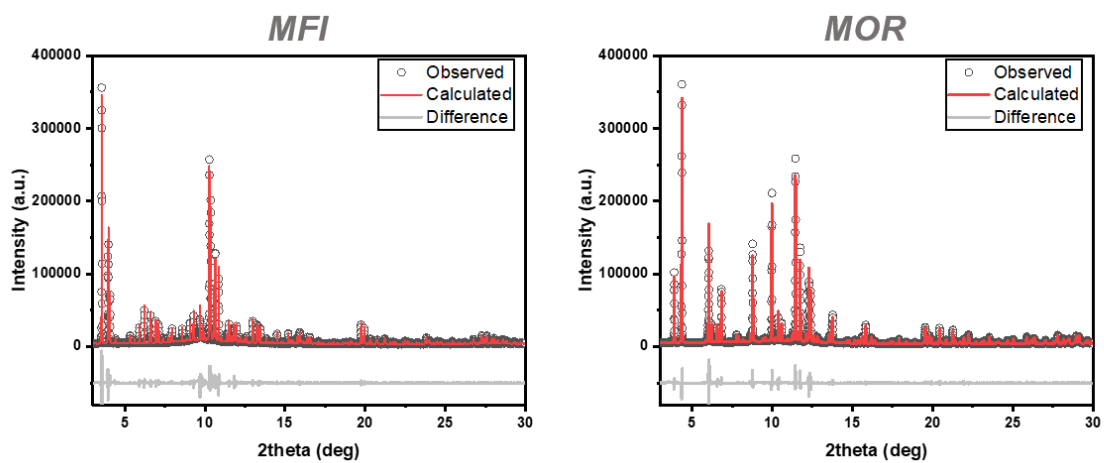 MFI
400000
300000
200000
100000
0
Intensity (a.u.)
Observed
Calculated
Difference
5
10
15
20
25
30
2theta (deg)
MOR
400000
300000
200000
100000
0
Intensity (a.u.)
Observed
Calculated
Difference
5
10
15
20
25
30
2theta (deg)